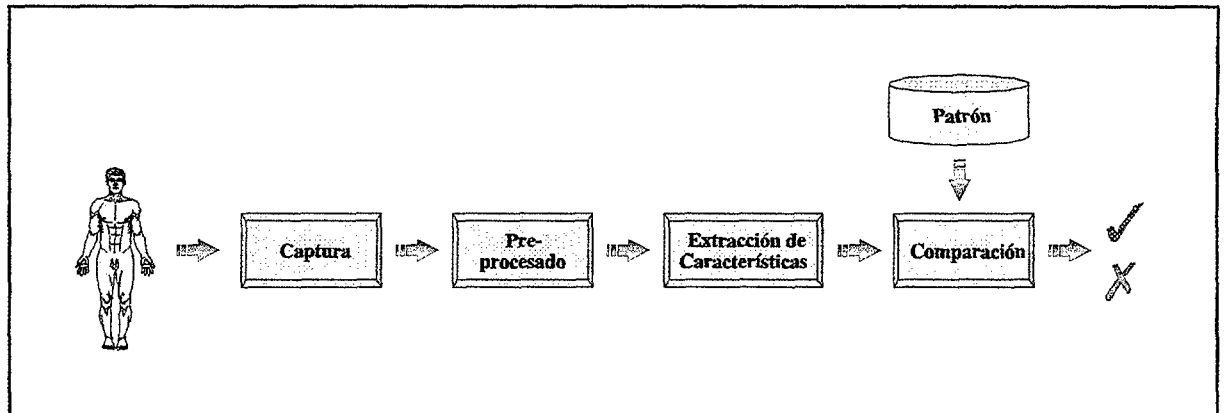 Patrón
Captura
Pre-
procesado
Extracción de
Características
Comparación